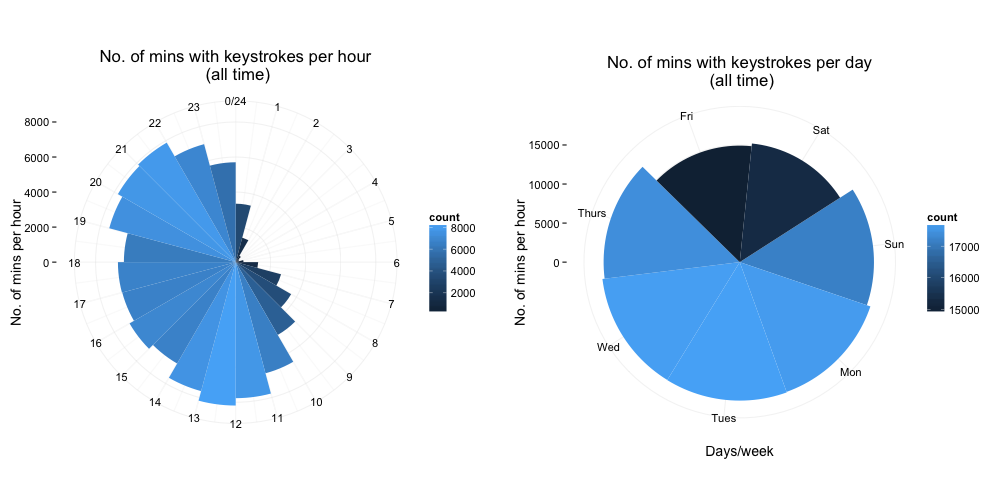 No. of mins with keystrokes per hour
(all time)
No. of mins per hour
8000
6000
4000
2000
0
0/24
1
2
3
4
5
6
7
8
9
10
11
12
13
14
15
16
17
18
19
20
21
22
23
count
8000
6000
4000
2000
No. of mins with keystrokes per day
(all time)
No. of mins per hour
15000
10000
5000
0
Fri
Sat
Sun
Mon
Tues
Wed
Thurs
Days/week
count
17000
16000
15000